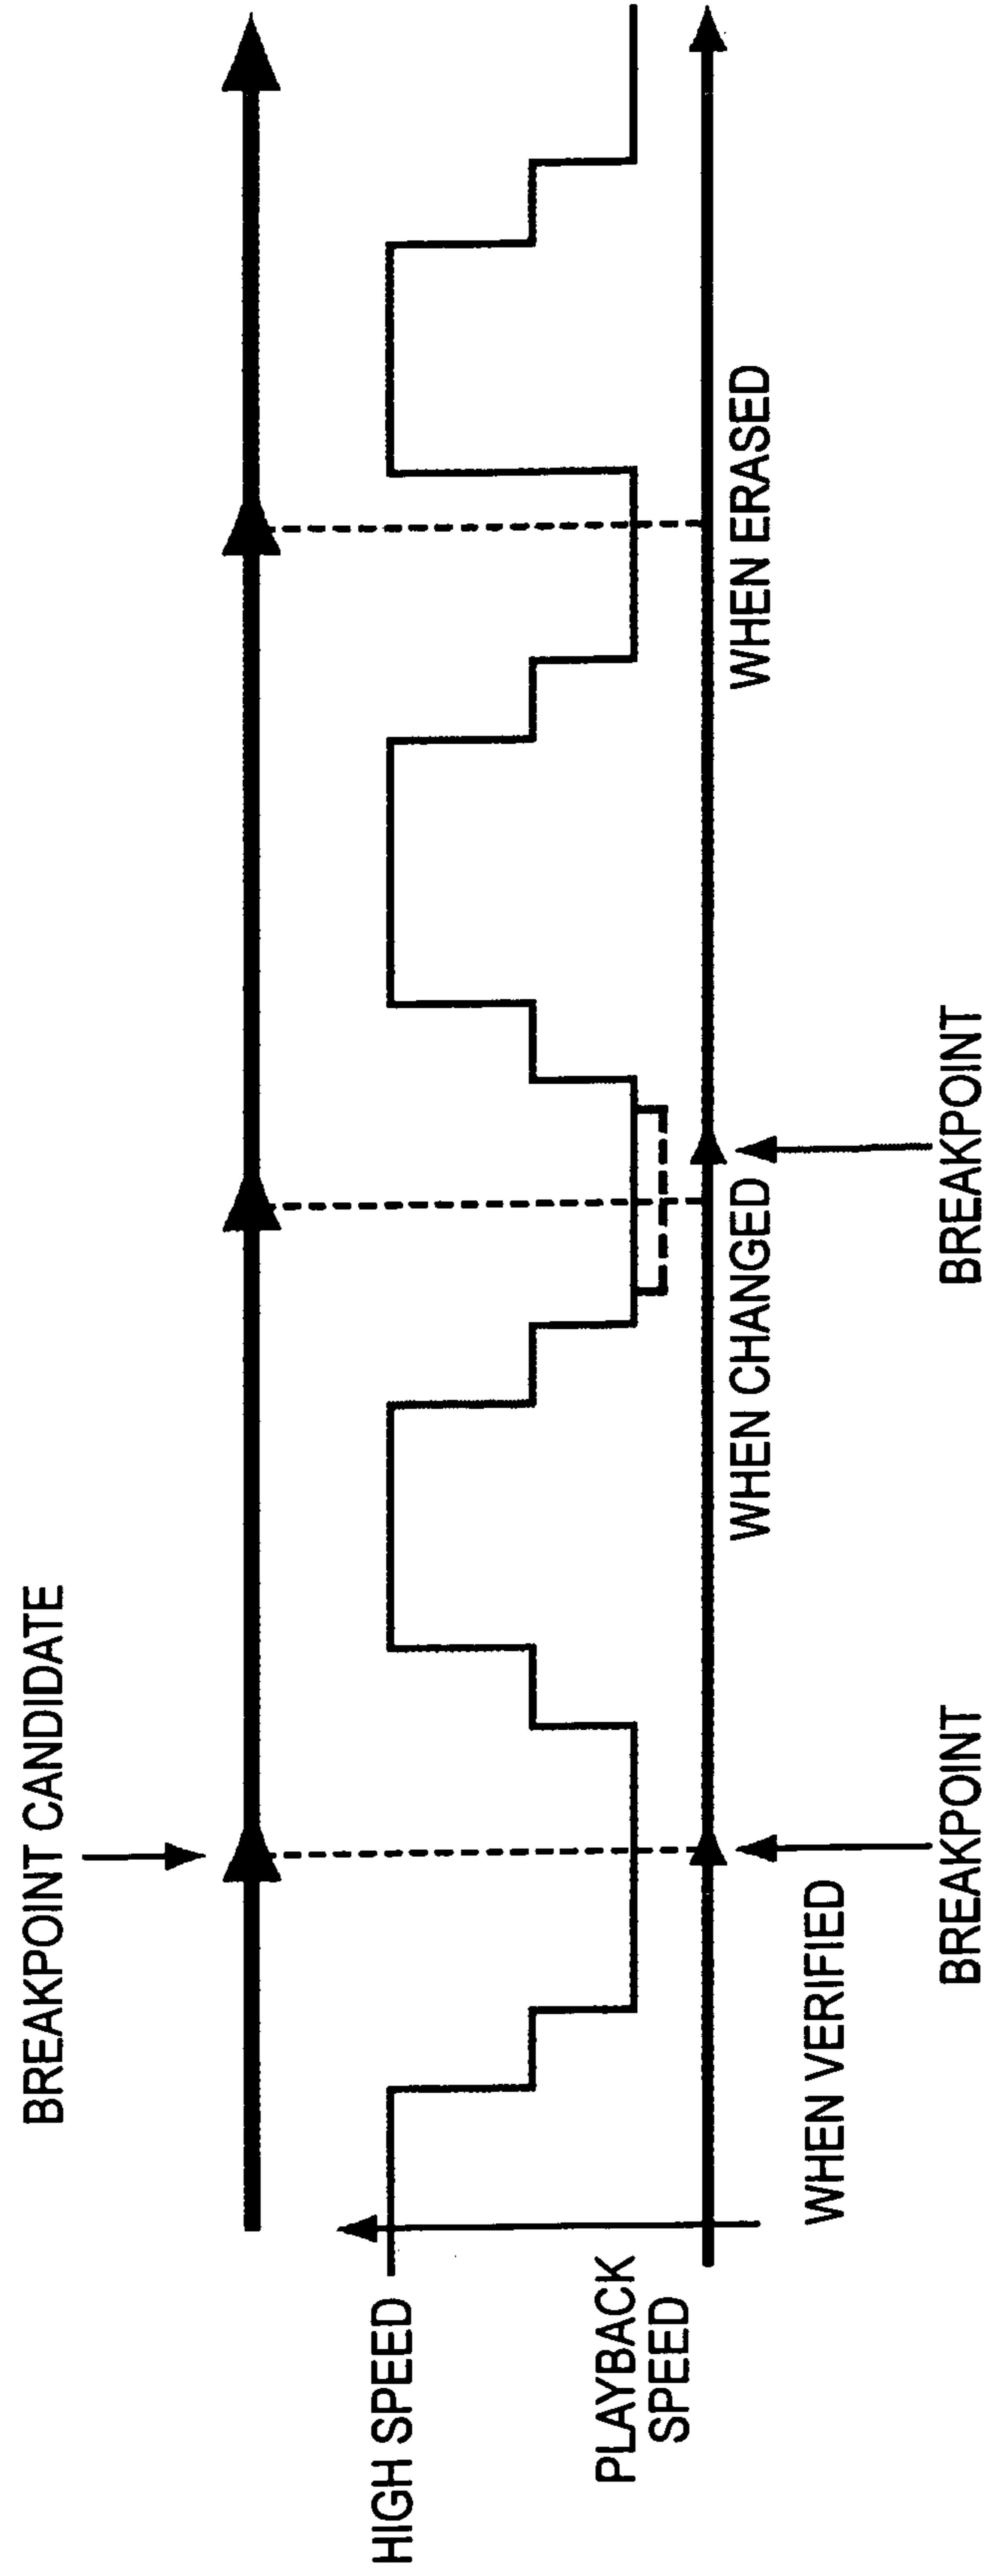 BREAKPOINT CANDIDATE
HIGH SPEED
PLAYBACK
SPEED
WHEN CHANGED
WHEN ERASED
WHEN VERIFIED
BREAKPOINT
BREAKPOINT